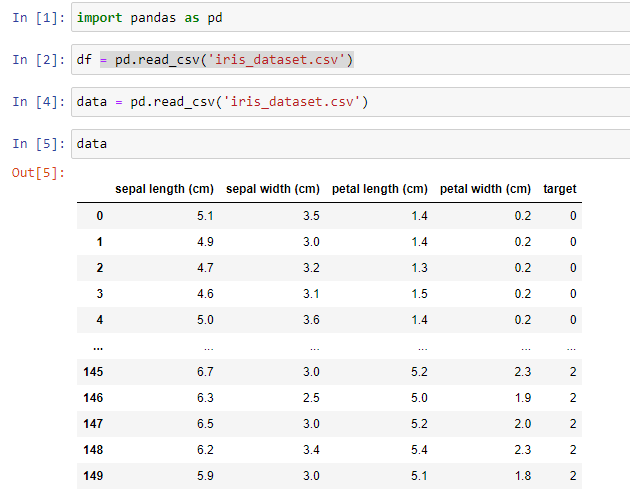 In [1]: import pandas as pd
In [2]: df = pd.read_csv('iris_dataset.csv')
In [4]: data = pd.read_csv('iris_dataset.csv')
In [5]: data
Out[5]:
sepal length (cm) sepal width (cm) petal length (cm) petal width (cm) target
0 5.1 3.5 1.4 0.2 0
1 4.9 3.0 1.4 0.2 0
2 4.7 3.2 1.3 0.2 0
3 4.6 3.1 1.5 0.2 0
4 5.0 3.6 1.4 0.2 0
... ... ... ... ... ...
145 6.7 3.0 5.2 2.3 2
146 6.3 2.5 5.0 1.9 2
147 6.5 3.0 5.2 2.0 2
148 6.2 3.4 5.4 2.3 2
149 5.9 3.0 5.1 1.8 2